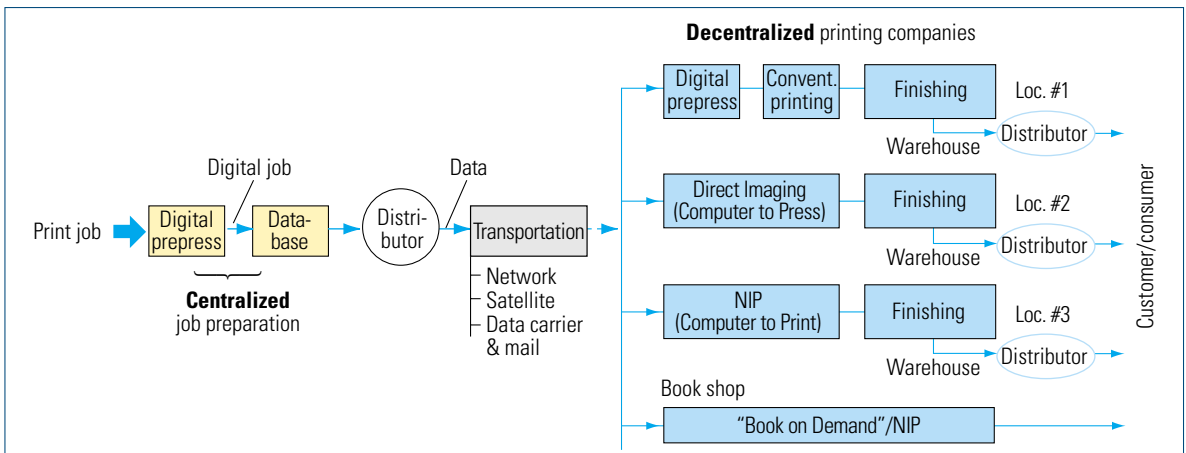 Decentralized printing companies
Digital
prepress
Convent.
printing
Finishing
Loc. #1
Warehouse
Distributor
Digital job
Data
Print job
Digital
prepress
Data-
base
Distri-
butor
Transportation
Centralized
job preparation
Network
Satellite
Data carrier
& mail
Direct Imaging
(Computer to Press)
Finishing
Loc. #2
Warehouse
Distributor
NIP
(Computer to Print)
Finishing
Loc. #3
Warehouse
Distributor
Book shop
“Book on Demand”/NIP
Customer/consumer